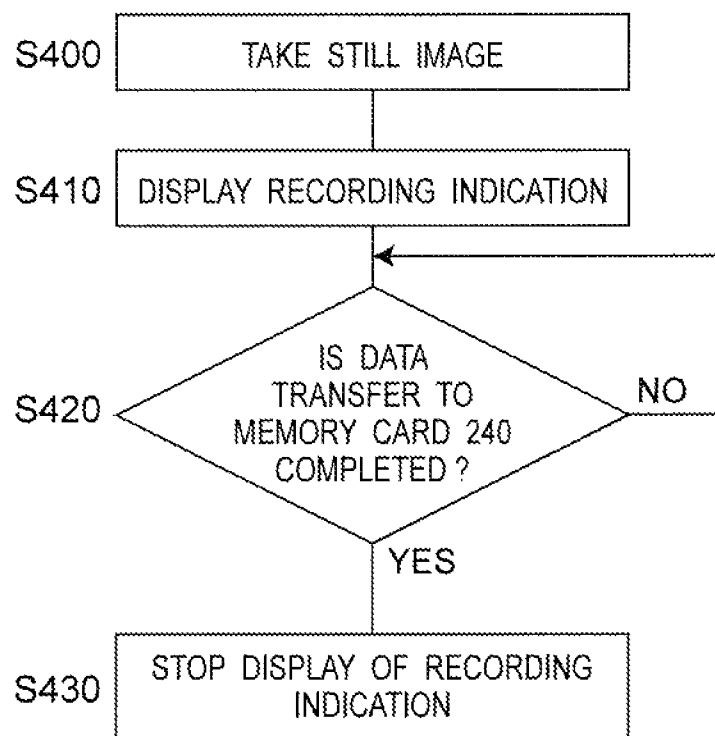 S400
TAKE STILL IMAGE
S410
DISPLAY RECORDING INDICATION
S420
IS DATA
TRANSFER TO
MEMORY CARD 240
COMPLETED ?
NO
YES
S430
STOP DISPLAY OF RECORDING
INDICATION